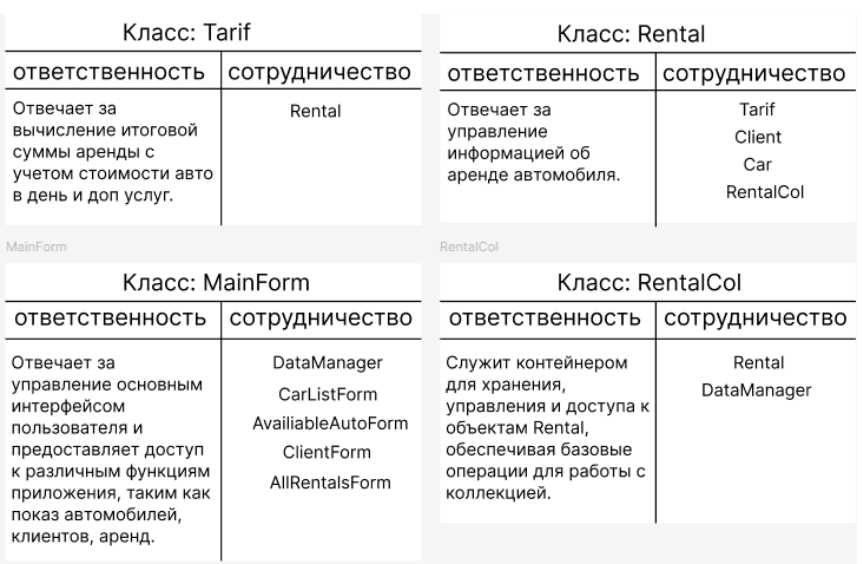 Класс: Tarif
ответственность
сотрудничество
Отвечает за
вычисление итоговой
суммы аренды с
учетом стоимости авто
в день и доп услуг.
Rental
Класс: Rental
ответственность
сотрудничество
Отвечает за
управление
информацией об
аренде автомобиля.
Tarif
Client
Car
RentalCol
MainForm
Класс: MainForm
ответственность
сотрудничество
Отвечает за
управление основным
интерфейсом
пользователя и
предоставляет доступ
к различным функциям
приложения, таким как
показ автомобилей,
клиентов, аренд.
DataManager
CarListForm
AvailiableAutoForm
ClientForm
AllRentalsForm
RentalCol
Класс: RentalCol
ответственность
сотрудничество
Служит контейнером
для хранения,
управления и доступа к
объектам Rental,
обеспечивая базовые
операции для работы с
коллекцией.
Rental
DataManager